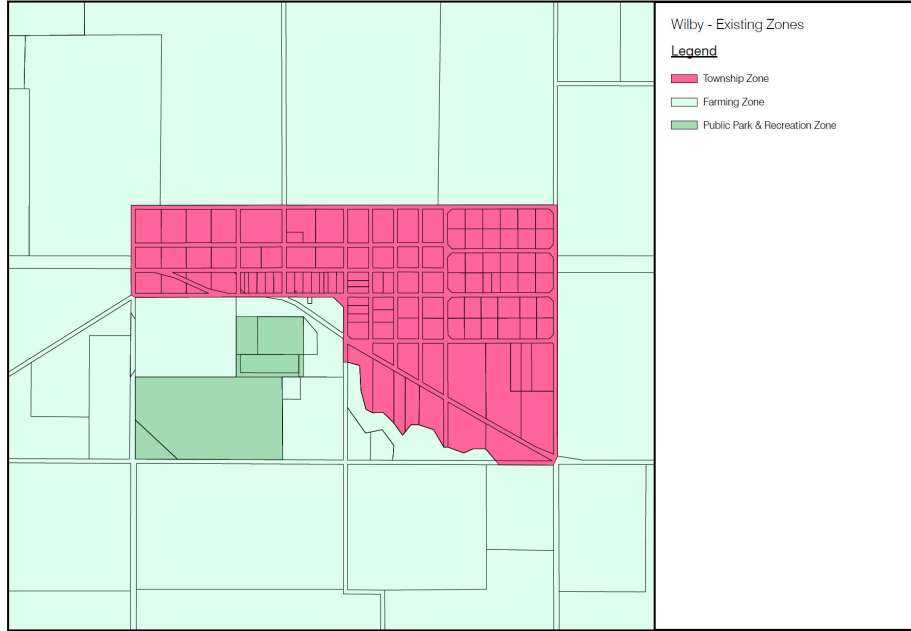 Wilby - Existing Zones
Legend
Township Zone
Farming Zone
Public Park & Recreation Zone